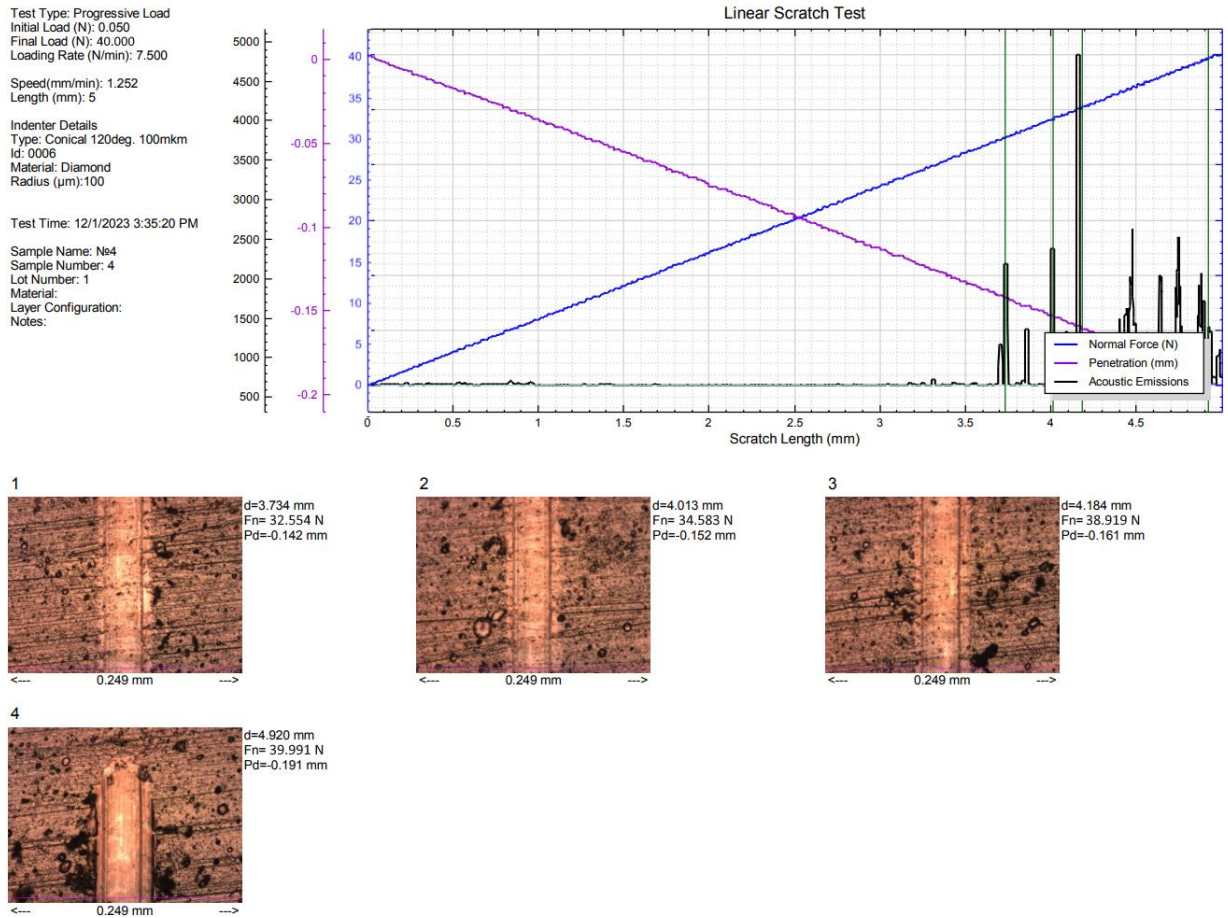 Test Type: Progressive Load
Initial Load (N): 0.050
Final Load (N): 40.000
Loading Rate (N/min): 7.500
Speed(mm/min): 1.252
Length (mm): 5
Indenter Details
Type: Conical 120deg. 100mkm
Id: 0006
Material: Diamond
Radius (µm):100
Test Time: 12/1/2023 3:35:20 PM
Sample Name: №4
Sample Number: 4
Lot Number: 1
Material:
Layer Configuration:
Notes:
Linear Scratch Test
5000
4500
4000
3500
3000
2500
2000
1500
1000
500
0
-0.05
-0.1
-0.15
-0.2
40
35
30
25
20
15
10
5
0
Normal Force (N)
Penetration (mm)
Acoustic Emissions
0 0.5 1 1.5 2 2.5 3 3.5 4 4.5
Scratch Length (mm)
1
d=3.734 mm
Fn= 32.554 N
Pd=-0.142 mm
<--- 0.249 mm --->
2
d=4.013 mm
Fn= 34.583 N
Pd=-0.152 mm
<--- 0.249 mm --->
3
d=4.184 mm
Fn= 38.919 N
Pd=-0.161 mm
<--- 0.249 mm --->
4
d=4.920 mm
Fn= 39.991 N
Pd=-0.191 mm
<--- 0.249 mm --->